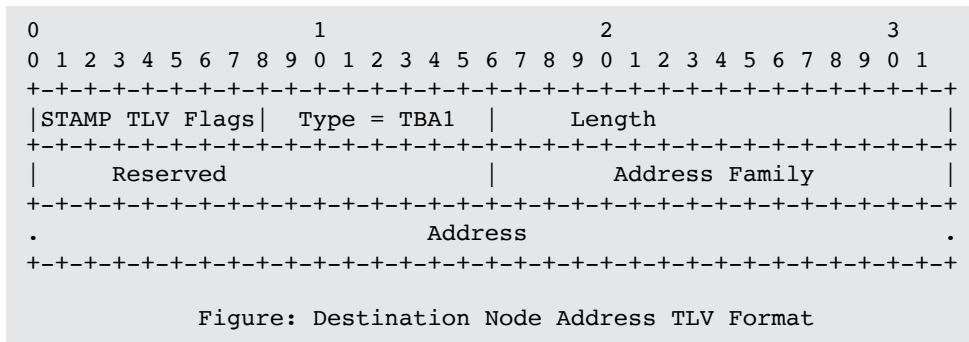 0                   1                   2                   3
0 1 2 3 4 5 6 7 8 9 0 1 2 3 4 5 6 7 8 9 0 1 2 3 4 5 6 7 8 9 0 1
+-+-+-+-+-+-+-+-+-+-+-+-+-+-+-+-+-+-+-+-+-+-+-+-+-+-+-+-+-+-+-+-+
|STAMP TLV Flags|  Type = TBA1  |     Length                    |
+-+-+-+-+-+-+-+-+-+-+-+-+-+-+-+-+-+-+-+-+-+-+-+-+-+-+-+-+-+-+-+-+
|     Reserved                  |        Address Family         |
+-+-+-+-+-+-+-+-+-+-+-+-+-+-+-+-+-+-+-+-+-+-+-+-+-+-+-+-+-+-+-+-+
.                           Address                             .
+-+-+-+-+-+-+-+-+-+-+-+-+-+-+-+-+-+-+-+-+-+-+-+-+-+-+-+-+-+-+-+-+
Figure: Destination Node Address TLV Format